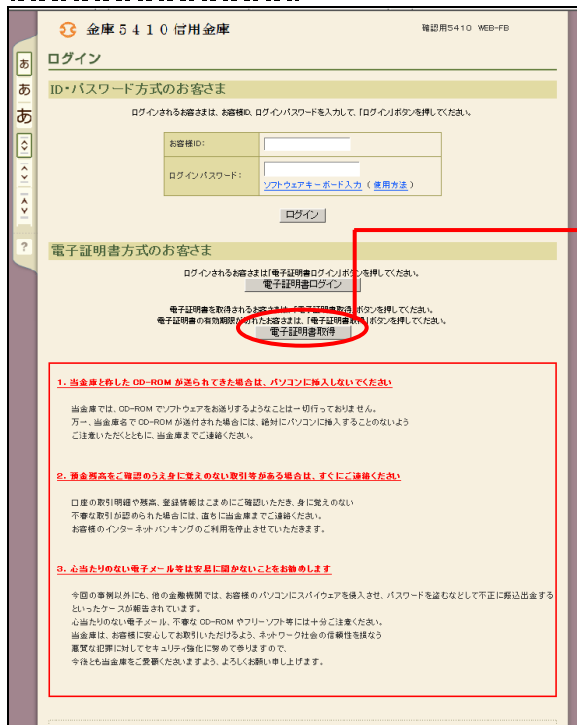 金庫5410信用金庫
確認用5410 WEB-FB
あ
あ
あ
?
ログイン
ID・パスワード方式のお客さま
ログインされるお客さまは、お客様ID、ログインパスワードを入力して、「ログイン」ボタンを押してください。
お客様ID:
ログインパスワード:
ソフトウェアキーボード入力 ( 使用方法 )
ログイン
電子証明書方式のお客さま
ログインされるお客さまは「電子証明書ログイン」ボタンを押してください。
電子証明書ログイン
電子証明書を取得されるお客さまは、「電子証明書取得」ボタンを押してください。
電子証明書の有効期限が切れたお客さまは、「電子証明書取得」ボタンを押してください。
電子証明書取得
1. 当金庫と称した CD-ROM が送られてきた場合は、パソコンに挿入しないでください
当金庫では、CD-ROM でソフトウェアをお送りするようなことは一切行っておりません。
万一、当金庫名で CD-ROM が送付された場合には、絶対にパソコンに挿入することのないよう
ご注意いただくとともに、当金庫までご連絡ください。
2. 預金残高をご確認のうえ身に覚えのない取引等がある場合は、すぐにご連絡ください
口座の取引明細や残高、登録情報はこまめにご確認いただき、身に覚えのない
不審な取引が認められた場合には、直ちに当金庫までご連絡ください。
お客様のインターネットバンキングのご利用を停止させていただきます。
3. 心当たりのない電子メール等は安易に開かないことをお勧めします
今回の事例以外にも、他の金融機関では、お客様のパソコンにスパイウェアを侵入させ、パスワードを盗むなどして不正に振込出金する
といったケースが報告されています。
心当たりのない電子メール、不審な CD-ROM やフリーソフト等には十分ご注意ください。
当金庫は、お客様に安心してお取引いただけるよう、ネットワーク社会の信頼性を損なう
悪質な犯罪に対してセキュリティ強化に努めて参りますので、
今後とも当金庫をご愛顧くださいますよう、よろしくお願い申し上げます。